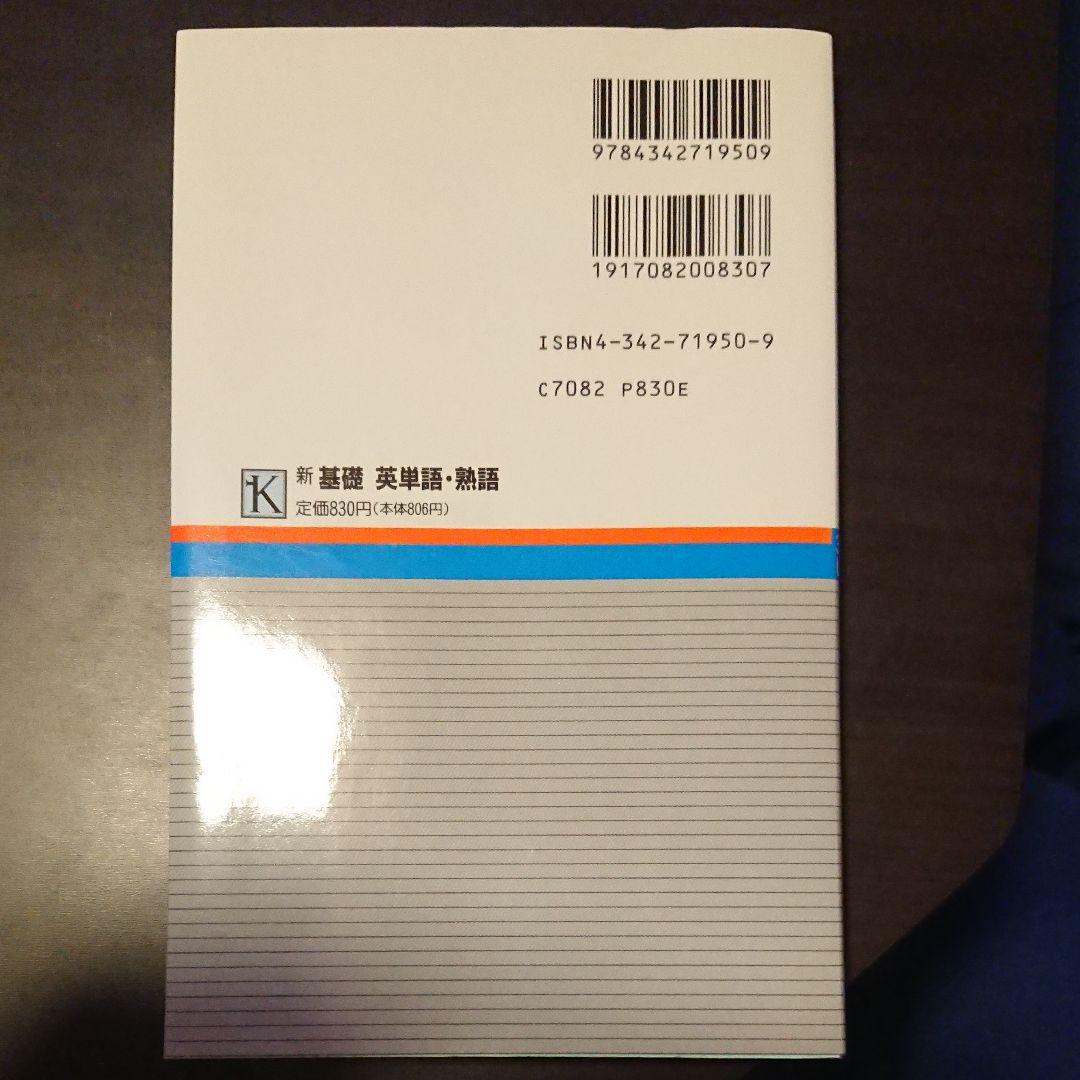 9784342719509
1917082008307
ISBN4-342-71950-9
C7082 P830E
K
新 基礎 英単語・熟語
定価830円(本体806円)